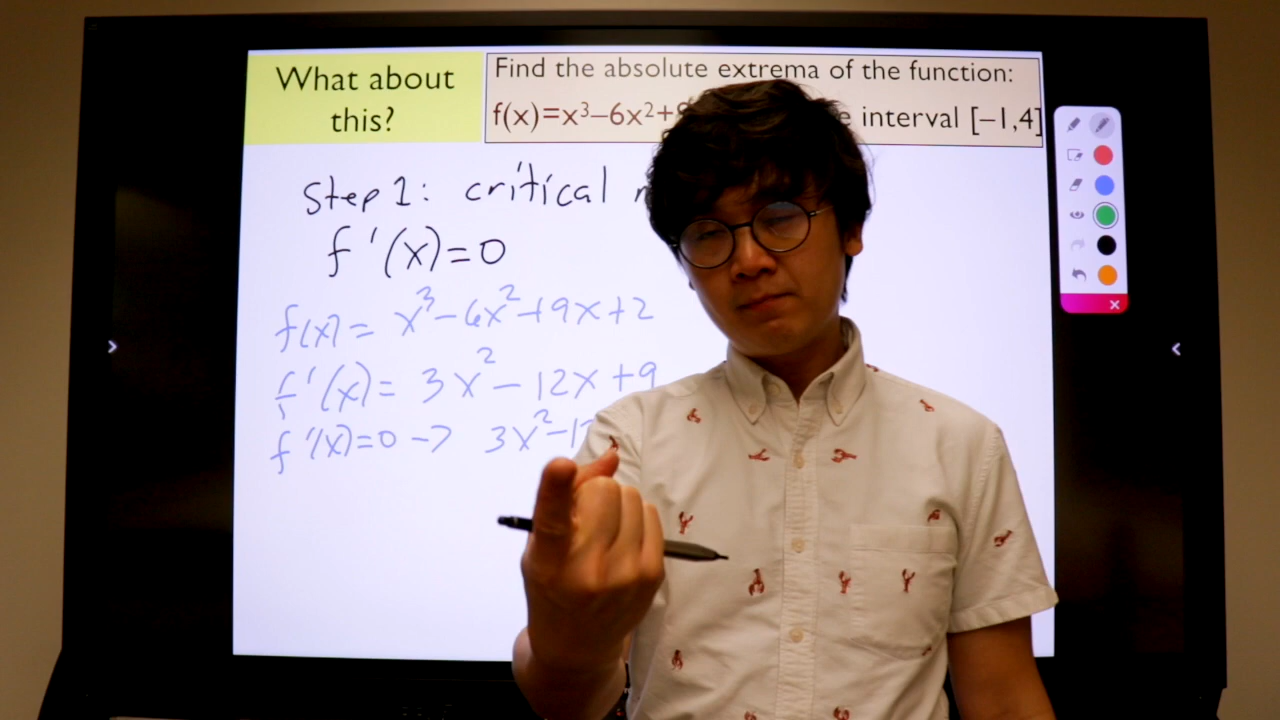 What about
this?
Find the absolute extrema of the function:
f(x)=x³–6x²+ interval [–1,4]
Step 1: critical
f'(x)=0
f(x)= x³-6x²+9x+2
f'(x)= 3x²-12x+9
f'(x)=0 → 3x²-1